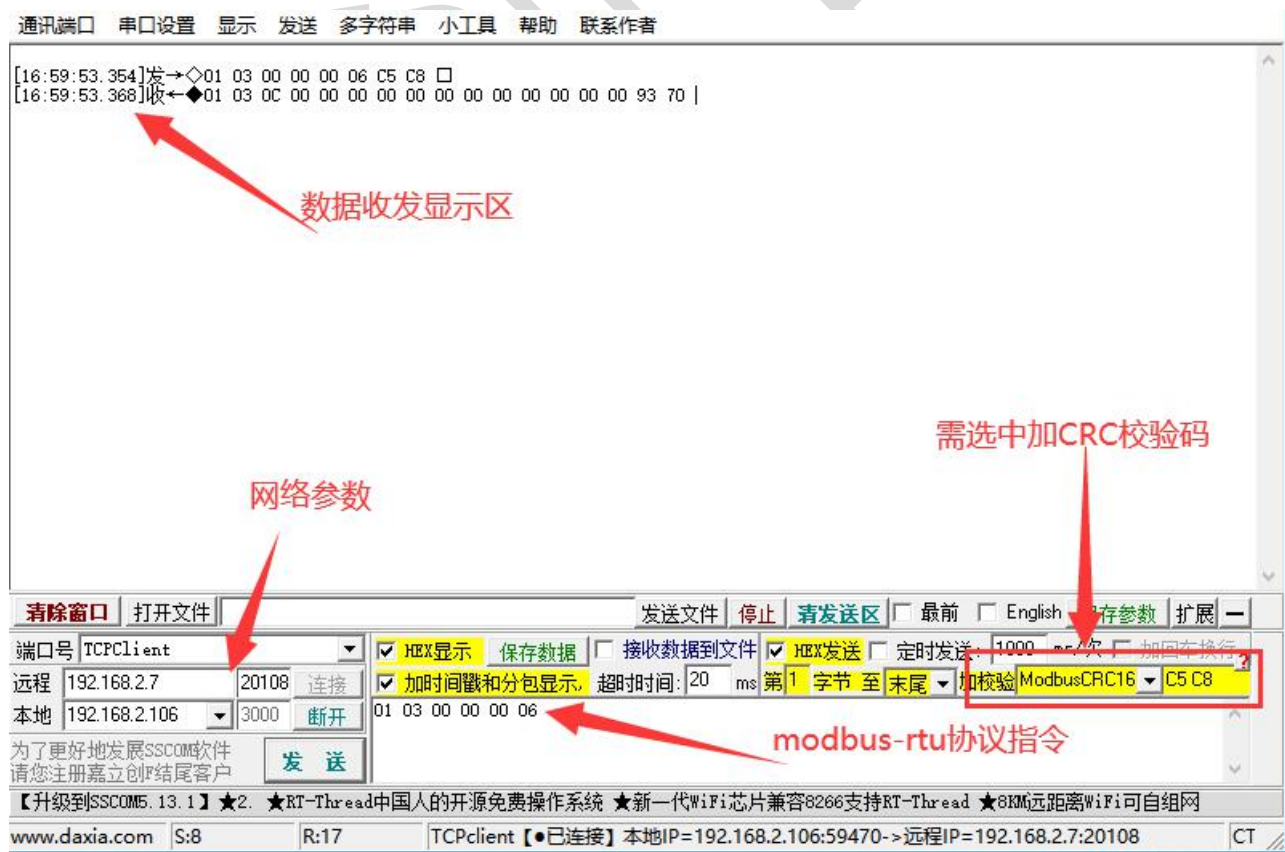 通讯端口 串口设置 显示 发送 多字符串 小工具 帮助 联系作者
[16:59:53.354]发→◇01 03 00 00 00 06 C5 C8 □
[16:59:53.368]收←◆01 03 0C 00 00 00 00 00 00 00 00 00 00 00 00 93 70
数据收发显示区
需选中加CRC校验码
网络参数
清除窗口 打开文件 发送文件 停止 清发送区 最前 English 存参数 扩展 —
端口号 TCPClient HEX显示 保存数据 接收数据到文件 HEX发送 定时发送: 1000 ms/次 加回车换行
远程 192.168.2.7 20108 连接 加时间戳和分包显示, 超时时间: 20 ms 第1 字节 至 末尾 加校验 ModbusCRC16 C5 C8 ?
本地 192.168.2.106 3000 断开 01 03 00 00 00 06
modbus-rtu协议指令
为了更好地发展SSCOM软件
请您注册嘉立创F结尾客户
发 送
【升级到SSCOM5.13.1】★2. ★RT-Thread中国人的开源免费操作系统 ★新一代WiFi芯片兼容8266支持RT-Thread ★8KM远距离WiFi可自组网
www.daxia.com S:8 R:17 TCPclient【●已连接】本地IP=192.168.2.106:59470->远程IP=192.168.2.7:20108 CT